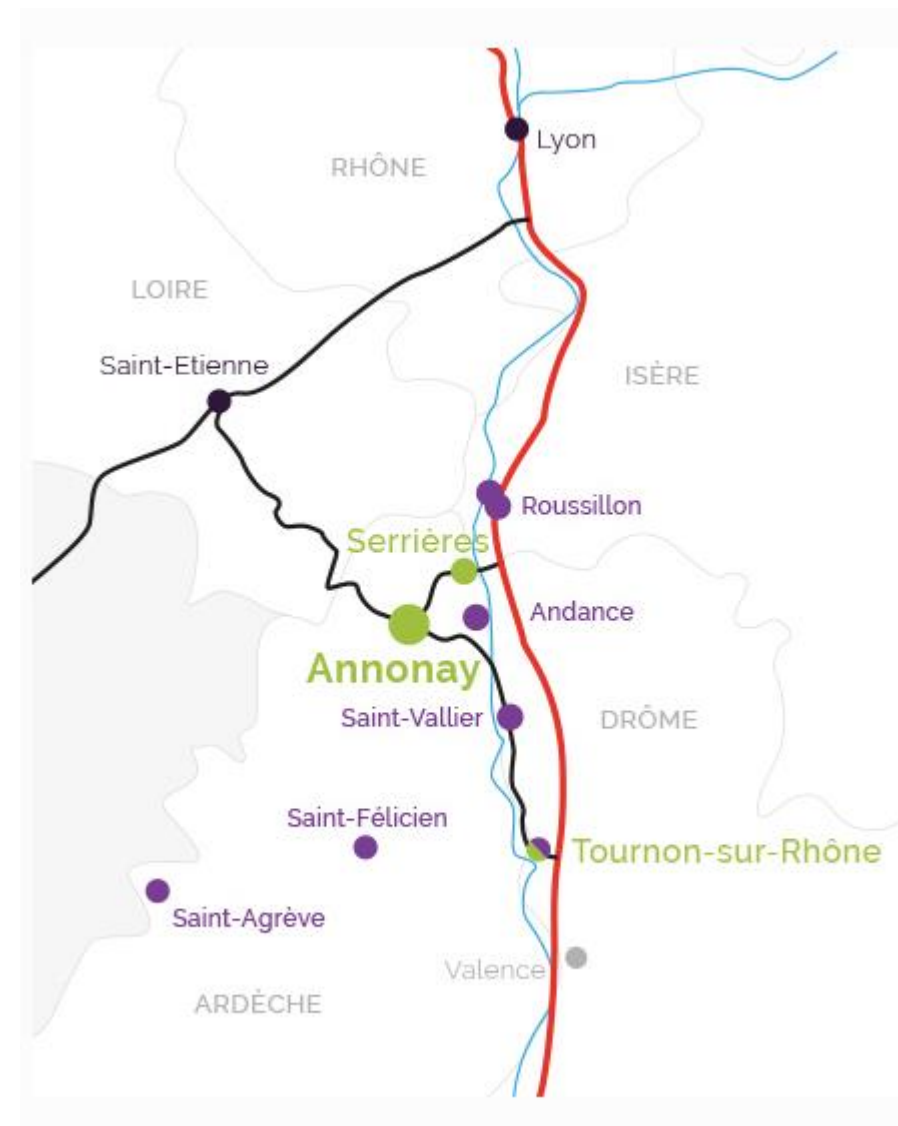 Lyon
RHÔNE
LOIRE
Saint-Etienne
ISÈRE
Roussillon
Serrières
Andance
Annonay
Saint-Vallier
DRÔME
Saint-Félicien
Tournon-sur-Rhône
Saint-Agrève
Valence
ARDÈCHE